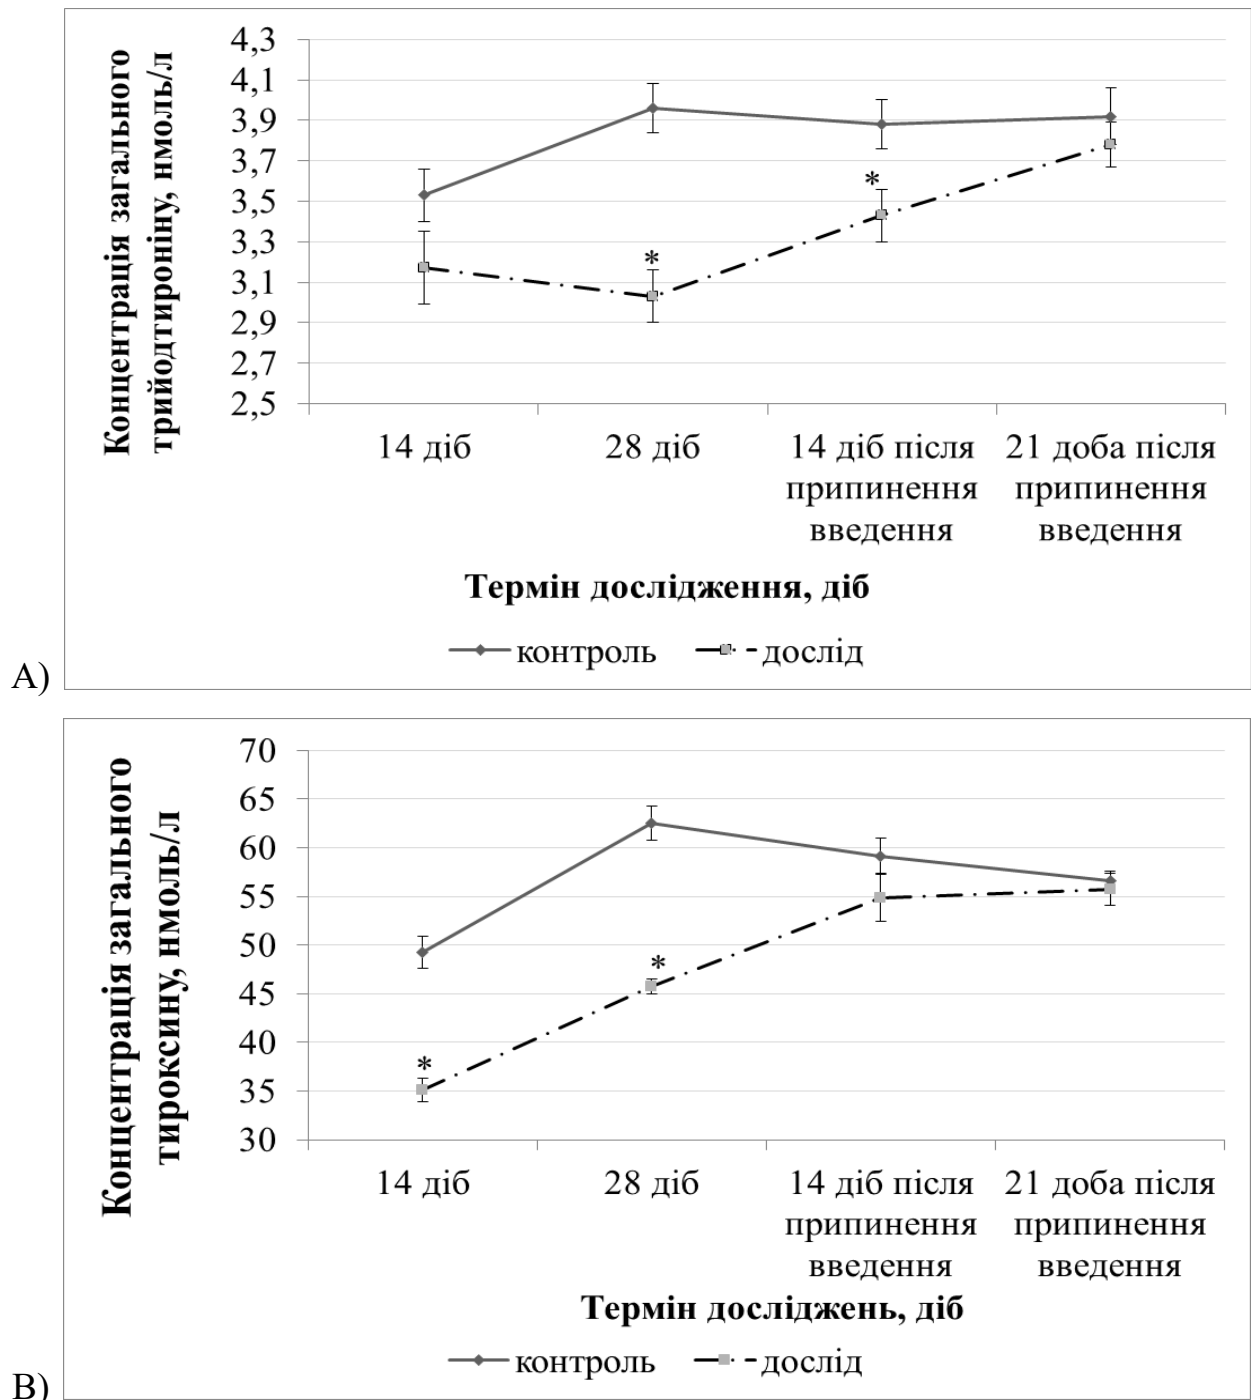 Концентрація загального
трийодтироніну, нмоль/л
4,3
4,1
3,9
3,7
3,5
3,3
3,1
2,9
2,7
2,5
*
*
14 діб
28 діб
14 діб після
припинення
введення
21 доба після
припинення
введення
Термін дослідження, діб
контроль
дослід
А)
Концентрація загального
тироксину, нмоль/л
70
65
60
55
50
45
40
35
30
*
*
14 діб
28 діб
14 діб після
припинення
введення
21 доба після
припинення
введення
Термін досліджень, діб
контроль
дослід
В)